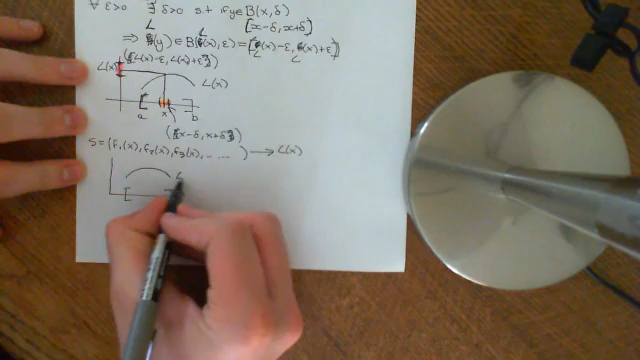 ∀ ε>0 ∃ δ>0 s.t if y∈B(x,δ)
[x-δ, x+δ]
⇒ L(y)∈B(L(x),ε) = [L(x)-ε, L(x)+ε]
(L(x)-ε, L(x)+ε)
L(x)
L(x)
a x b
(x-δ, x+δ)
S=(f₁(x), f₂(x), f₃(x), ... ...) → L(x)
L